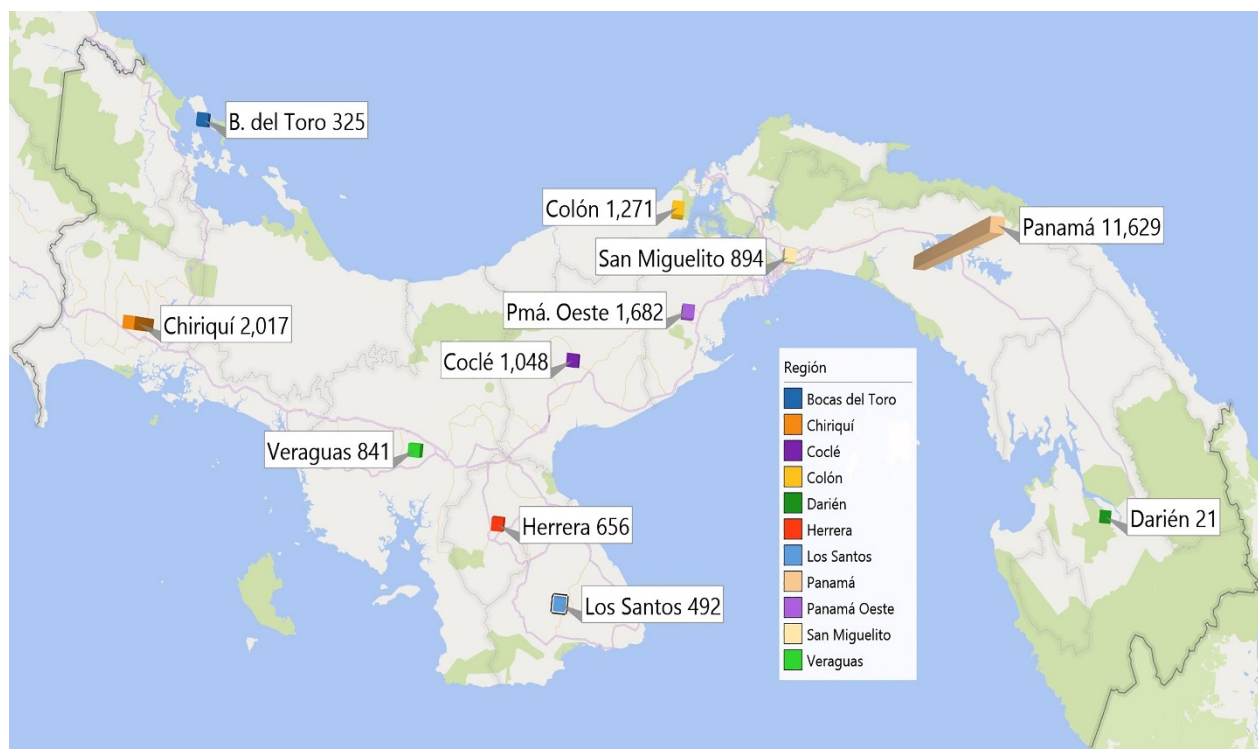 B. del Toro 325
Colón 1,271
Panamá 11,629
San Miguelito 894
Pmá. Oeste 1,682
Chiriquí 2,017
Coclé 1,048
Veraguas 841
Herrera 656
Darién 21
Los Santos 492
Región
Bocas del Toro
Chiriquí
Coclé
Colón
Darién
Herrera
Los Santos
Panamá
Panamá Oeste
San Miguelito
Veraguas